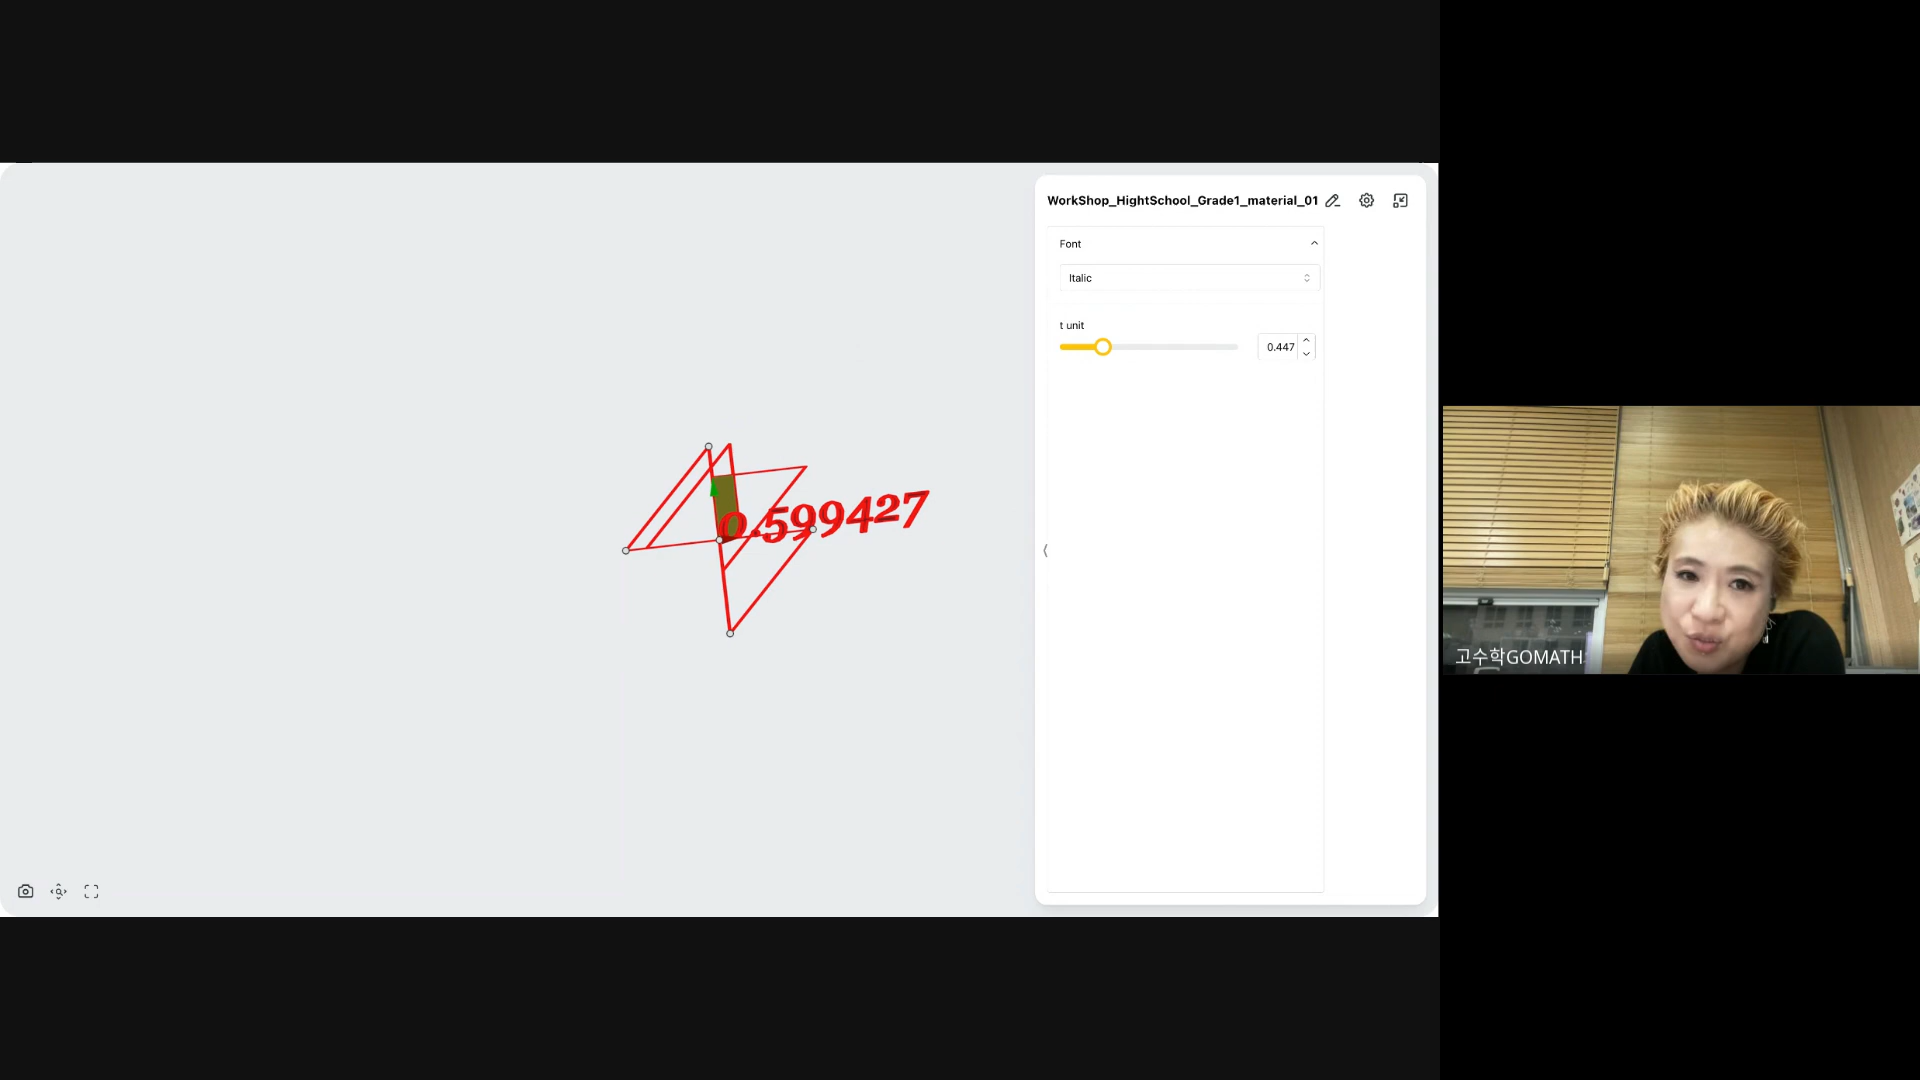 WorkShop_HightSchool_Grade1_material_01
Font
Italic
t unit
0.447
0.599427
고수학GOMATH